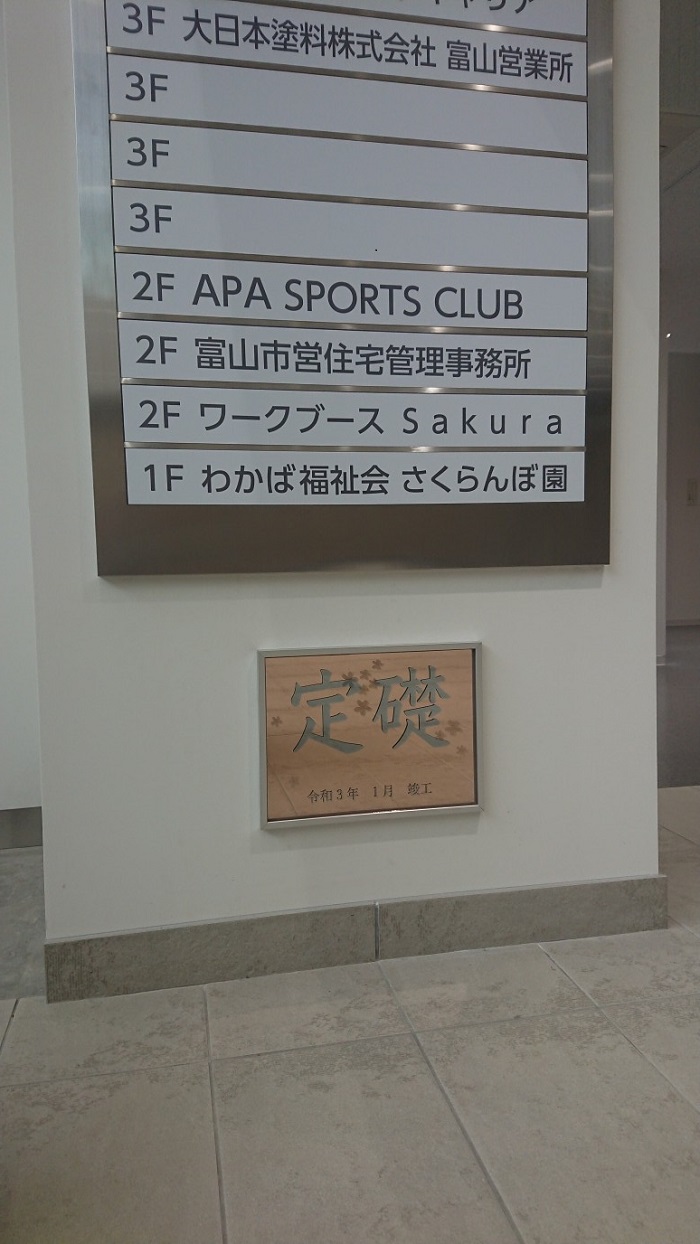 3F 大日本塗料株式会社 富山営業所
3F
3F
3F
2F APA SPORTS CLUB
2F 富山市営住宅管理事務所
2F ワークブース Sakura
1F わかば福祉会 さくらんぼ園
定礎
令和3年 1月 竣工